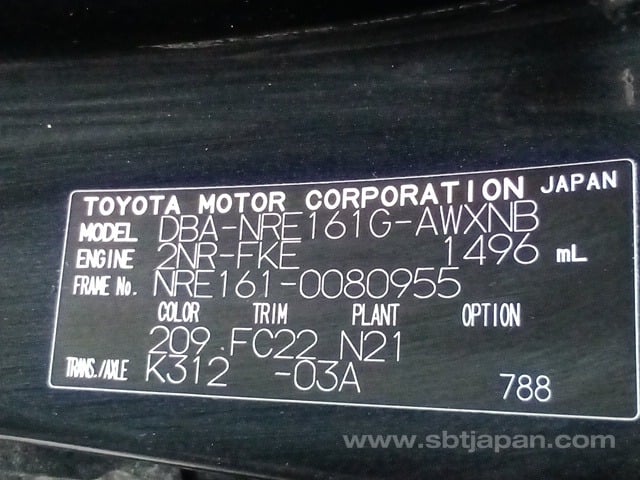 TOYOTA MOTOR CORPORATION JAPAN
MODEL DBA-NRE161G-AWXNB
ENGINE 2NR-FKE 1496 mL
FRAME No. NRE161-0080955
COLOR TRIM PLANT OPTION
209 FC22 N21
TRANS./AXLE K312 -03A
788
www.sbtjapan.com